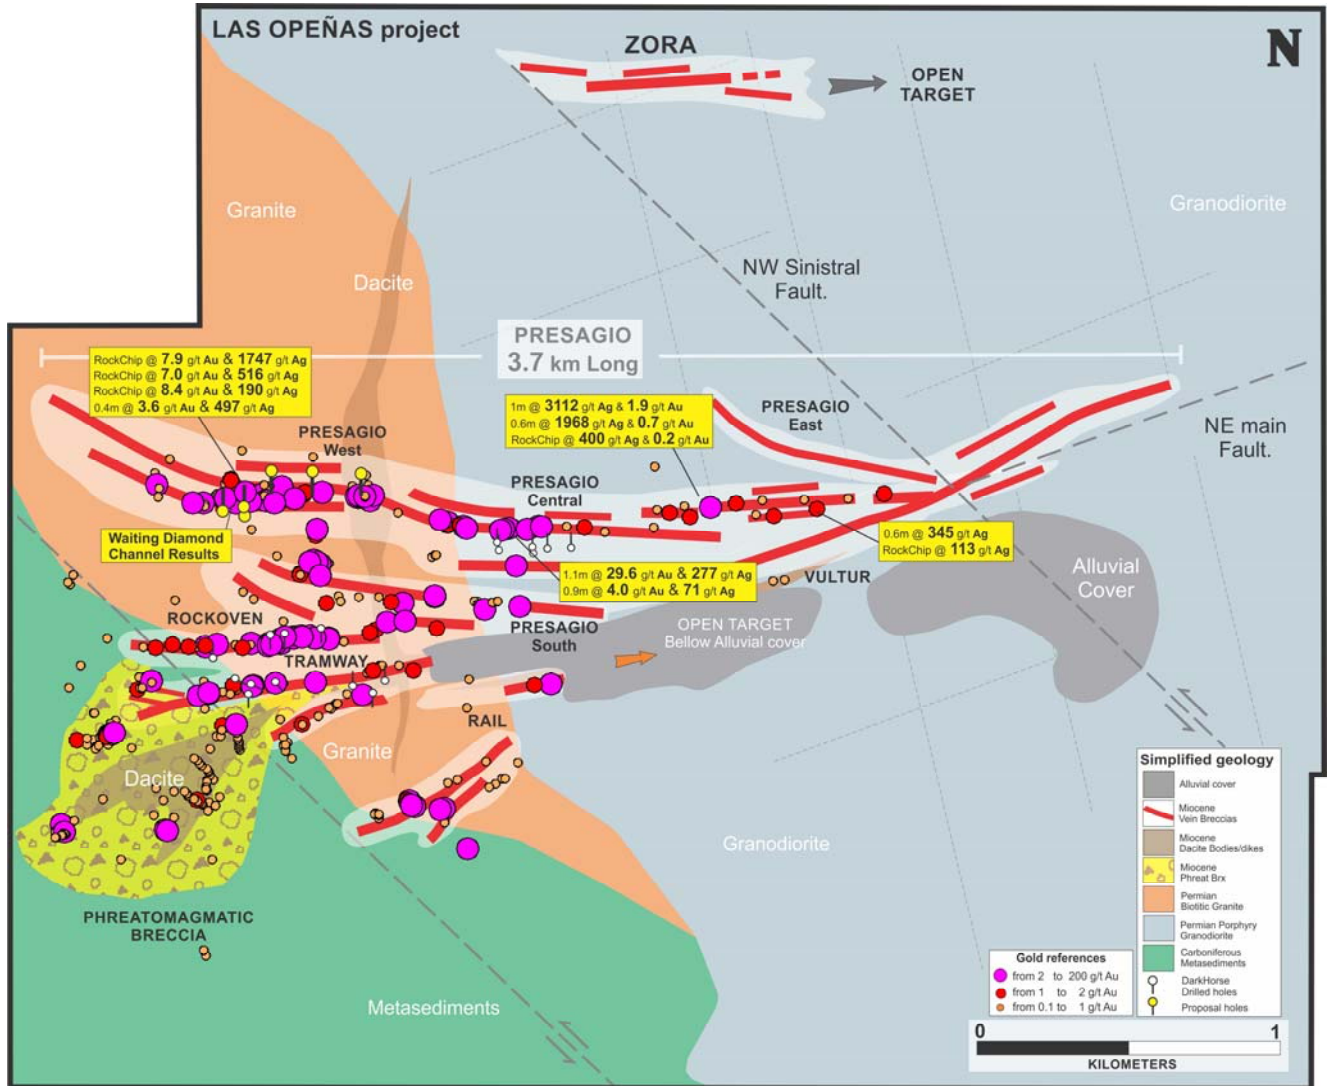 LAS OPEÑAS project
ZORA
N
OPEN
TARGET
Granite
Granodiorite
Dacite
NW Sinistral
Fault.
PRESAGIO
3.7 km Long
RockChip @ 7.9 g/t Au & 1747 g/t Ag
RockChip @ 7.0 g/t Au & 516 g/t Ag
RockChip @ 8.4 g/t Au & 190 g/t Ag
0.4m @ 3.6 g/t Au & 497 g/t Ag
1m @ 3112 g/t Ag & 1.9 g/t Au
0.6m @ 1968 g/t Ag & 0.7 g/t Au
RockChip @ 400 g/t Ag & 0.2 g/t Au
PRESAGIO
East
NE main
Fault.
PRESAGIO
West
PRESAGIO
Central
Waiting Diamond
Channel Results
0.6m @ 345 g/t Ag
RockChip @ 113 g/t Ag
1.1m @ 29.6 g/t Au & 277 g/t Ag
0.9m @ 4.0 g/t Au & 71 g/t Ag
VULTUR
Alluvial
Cover
ROCKOVEN
PRESAGIO
South
OPEN TARGET
Bellow Alluvial cover
TRAMWAY
RAIL
Granite
Dacite
Granodiorite
PHREATOMAGMATIC
BRECCIA
Metasediments
Simplified geology
Alluvial cover
Miocene
Vein Breccias
Miocene
Dacite Bodies/dikes
Miocene
Phreat Brx
Permian
Biotitic Granite
Permian Porphyry
Granodiorite
Carboniferous
Metasediments
DarkHorse
Drilled holes
Proposal holes
Gold references
from 2 to 200 g/t Au
from 1 to 2 g/t Au
from 0.1 to 1 g/t Au
0 1
KILOMETERS